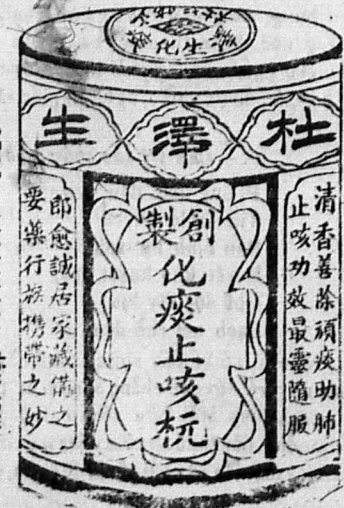 杜澤生
創製
化痰止咳杬
清香善除頑痰助肺
止咳功效最靈隨服
即愈誠居家藏備之
要藥行旅携帶之妙